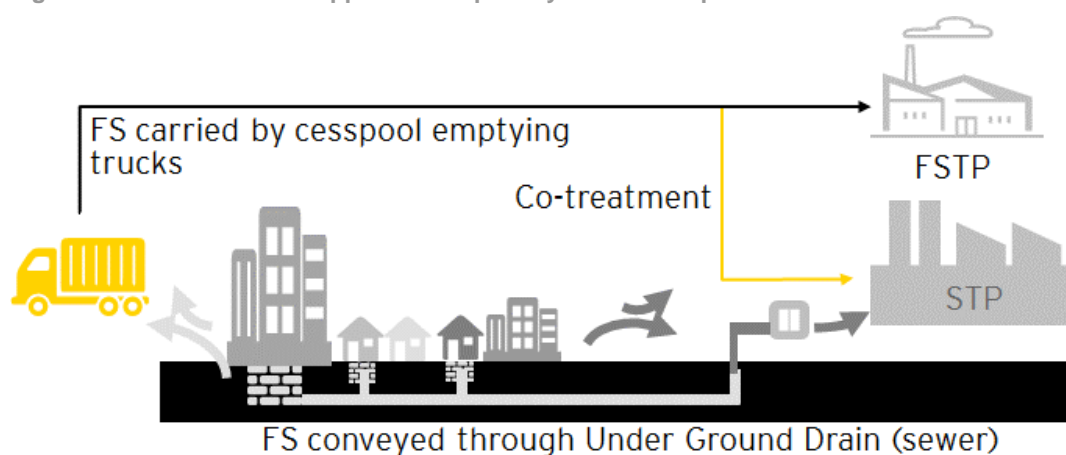 FS carried by cesspool emptying
trucks
FSTP
Co-treatment
STP
FS conveyed through Under Ground Drain (sewer)